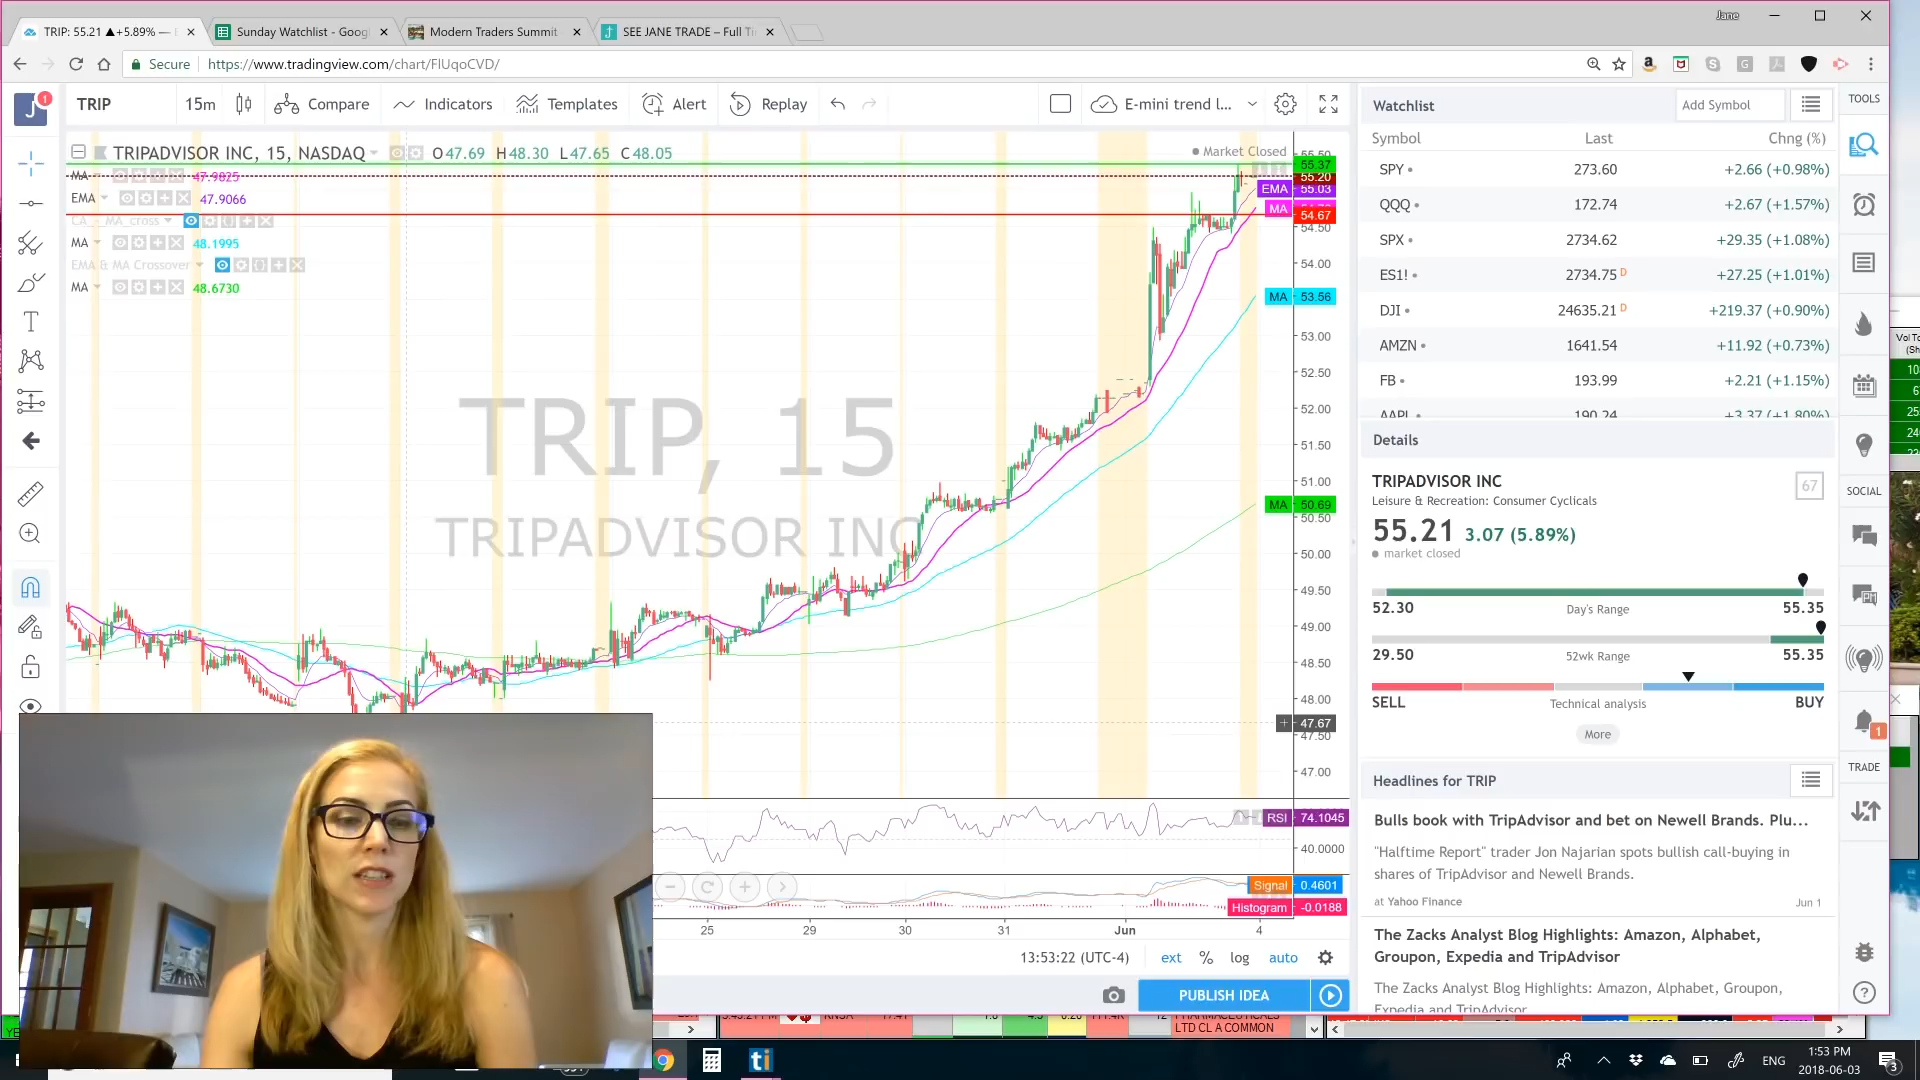 Jane
TRIP: 55.21 ▲+5.89% — E
Sunday Watchlist - Googl
Modern Traders Summit
SEE JANE TRADE – Full Ti
Secure
https://www.tradingview.com/chart/FlUqoCVD/
J
1
TRIP
15m
Compare
Indicators
Templates
Alert
Replay
E-mini trend l...
TRIPADVISOR INC, 15, NASDAQ
O47.69 H48.30 L47.65 C48.05
Market Closed
MA
47.9825
EMA
47.9066
MA
48.1995
EMA & MA Crossover
MA
48.6730
TRIP, 15
TRIPADVISOR INC
55.37
55.20
EMA 55.03
MA
54.67
54.50
54.00
MA 53.56
53.00
52.50
52.00
51.50
51.00
MA 50.69
50.50
50.00
49.50
49.00
48.50
48.00
47.67
47.50
47.00
RSI 74.1045
40.0000
Signal 0.4601
Histogram -0.0188
25
29
30
31
Jun
4
13:53:22 (UTC-4)
ext
%
log
auto
PUBLISH IDEA
Watchlist
Add Symbol
Symbol Last Chng (%)
SPY 273.60 +2.66 (+0.98%)
QQQ 172.74 +2.67 (+1.57%)
SPX 2734.62 +29.35 (+1.08%)
ES1! 2734.75 D +27.25 (+1.01%)
DJI 24635.21 D +219.37 (+0.90%)
AMZN 1641.54 +11.92 (+0.73%)
FB 193.99 +2.21 (+1.15%)
AAPL 190.24 +3.37 (+1.80%)
Details
TRIPADVISOR INC
67
Leisure & Recreation: Consumer Cyclicals
55.21 3.07 (5.89%)
market closed
52.30 Day's Range 55.35
29.50 52wk Range 55.35
SELL Technical analysis BUY
More
Headlines for TRIP
Bulls book with TripAdvisor and bet on Newell Brands. Plu...
"Halftime Report" trader Jon Najarian spots bullish call-buying in
shares of TripAdvisor and Newell Brands.
at Yahoo Finance
Jun 1
The Zacks Analyst Blog Highlights: Amazon, Alphabet,
Groupon, Expedia and TripAdvisor
The Zacks Analyst Blog Highlights: Amazon, Alphabet, Groupon,
Expedia and TripAdvisor
TOOLS
SOCIAL
TRADE
1
LTD CL A COMMON
ENG
1:53 PM
2018-06-03
3